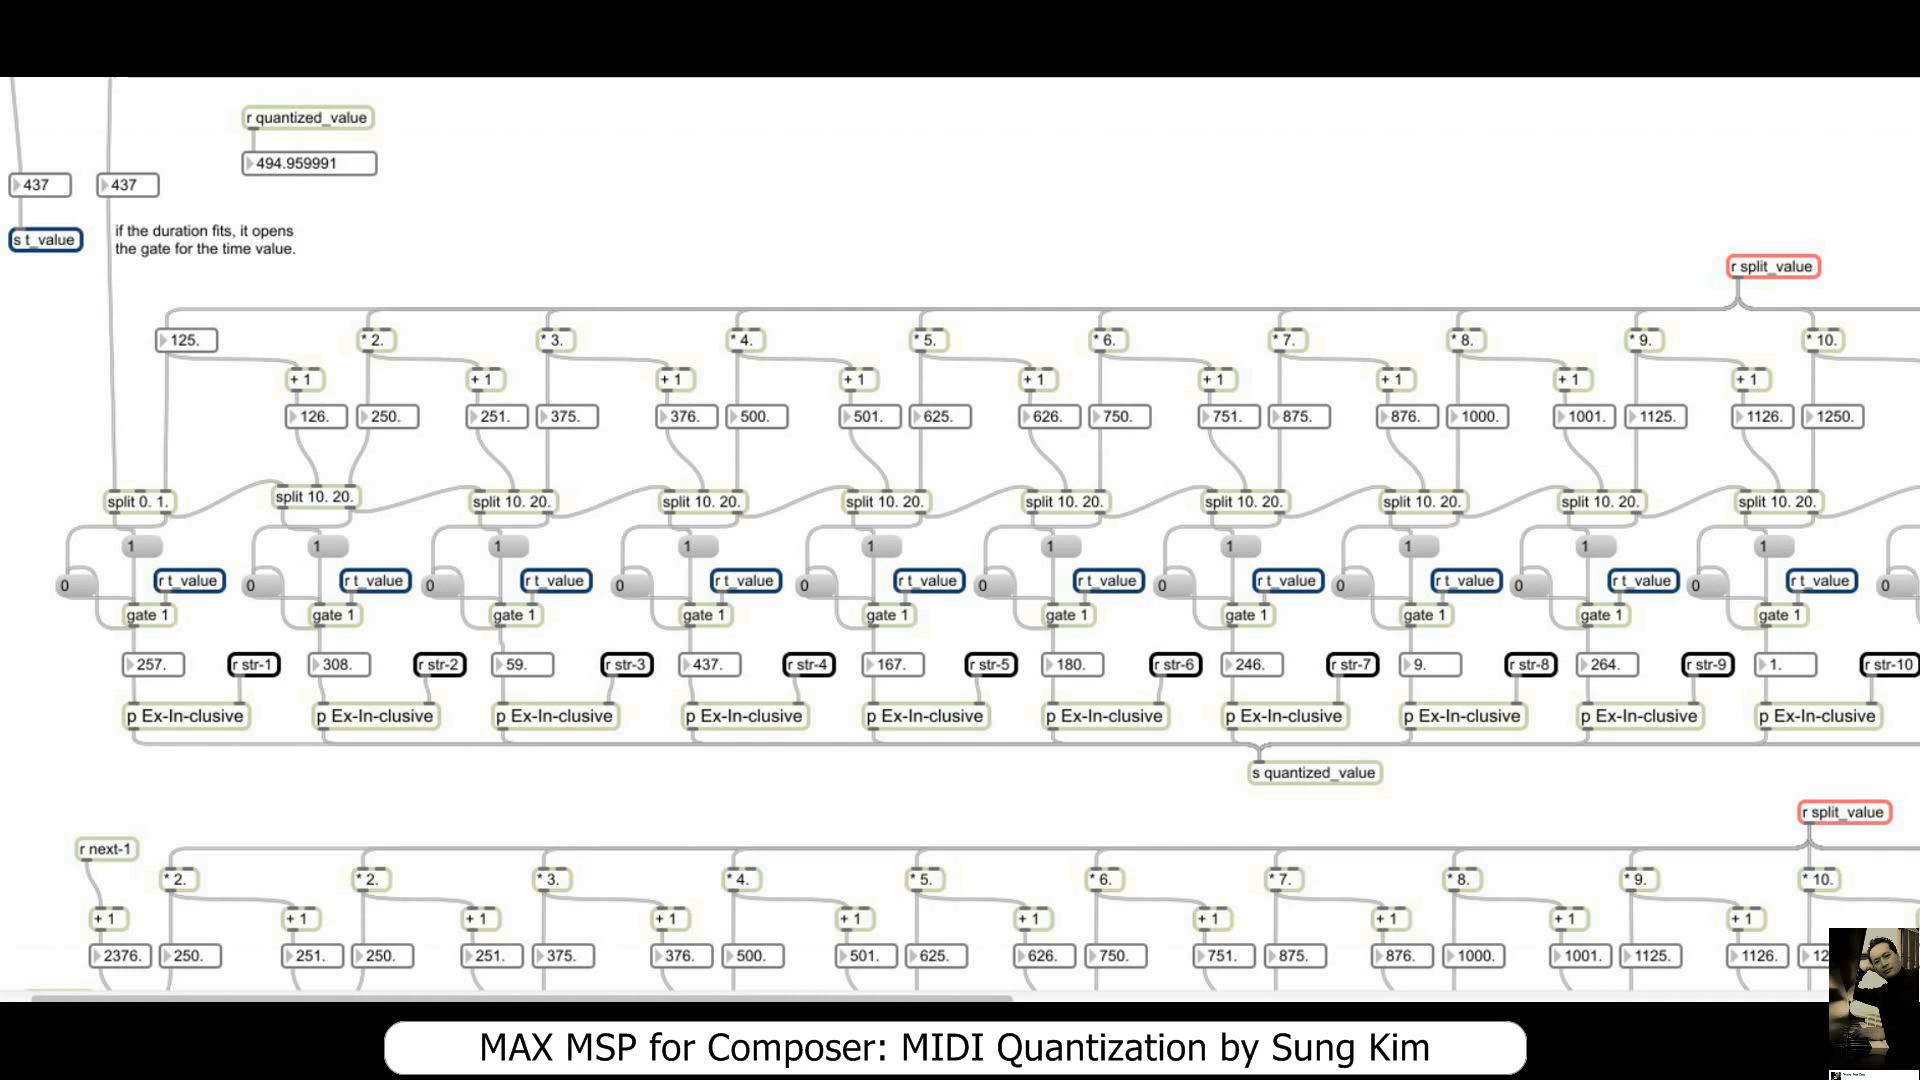 r quantized_value
494.959991
437 437
s t_value
if the duration fits, it opens
the gate for the time value.
r split_value
125. * 2. * 3. * 4. * 5. * 6. * 7. * 8. * 9. * 10.
+ 1 + 1 + 1 + 1 + 1 + 1 + 1 + 1 + 1
126. 250. 251. 375. 376. 500. 501. 625. 626. 750. 751. 875. 876. 1000. 1001. 1125. 1126. 1250.
split 0. 1. split 10. 20. split 10. 20. split 10. 20. split 10. 20. split 10. 20. split 10. 20. split 10. 20. split 10. 20. split 10. 20.
1 1 1 1 1 1 1 1 1 1
0 r t_value 0 r t_value 0 r t_value 0 r t_value 0 r t_value 0 r t_value 0 r t_value 0 r t_value 0 r t_value 0 r t_value 0
gate 1 gate 1 gate 1 gate 1 gate 1 gate 1 gate 1 gate 1 gate 1 gate 1
257. r str-1 308. r str-2 59. r str-3 437. r str-4 167. r str-5 180. r str-6 246. r str-7 9. r str-8 264. r str-9 1. r str-10
p Ex-In-clusive p Ex-In-clusive p Ex-In-clusive p Ex-In-clusive p Ex-In-clusive p Ex-In-clusive p Ex-In-clusive p Ex-In-clusive p Ex-In-clusive p Ex-In-clusive
s quantized_value
r split_value
r next-1
* 2. * 2. * 3. * 4. * 5. * 6. * 7. * 8. * 9. * 10.
+ 1 + 1 + 1 + 1 + 1 + 1 + 1 + 1 + 1 + 1
2376. 250. 251. 250. 251. 375. 376. 500. 501. 625. 626. 750. 751. 875. 876. 1000. 1001. 1125. 1126. 12
MAX MSP for Composer: MIDI Quantization by Sung Kim